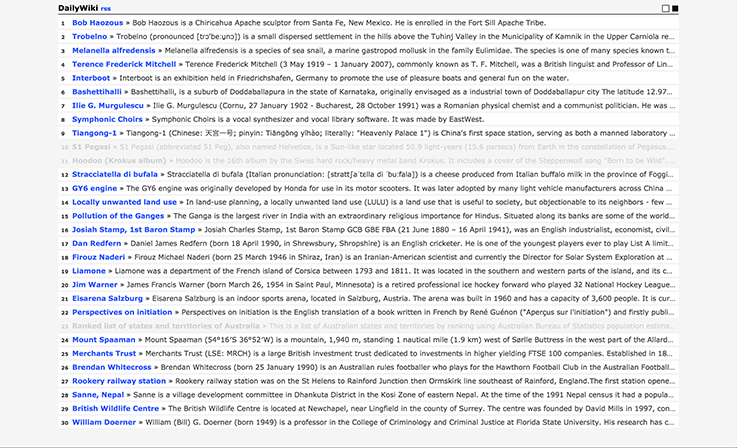 DailyWiki rss
1 Bob Haozous » Bob Haozous is a Chiricahua Apache sculptor from Santa Fe, New Mexico. He is enrolled in the Fort Sill Apache Tribe.
2 Trobelno » Trobelno (pronounced [tɾɔˈbeːu̯nɔ]) is a small dispersed settlement in the hills above the Tuhinj Valley in the Municipality of Kamnik in the Upper Carniola re...
3 Melanella alfredensis » Melanella alfredensis is a species of sea snail, a marine gastropod mollusk in the family Eulimidae. The species is one of many species known t...
4 Terence Frederick Mitchell » Terence Frederick Mitchell (3 May 1919 – 1 January 2007), commonly known as T. F. Mitchell, was a British linguist and Professor of Lin...
5 Interboot » Interboot is an exhibition held in Friedrichshafen, Germany to promote the use of pleasure boats and general fun on the water.
6 Bashettihalli » Bashettihalli, is a suburb of Doddaballapura in the state of Karnataka, originally envisaged as a industrial town of Doddaballapur city The latitude 12.97...
7 Ilie G. Murgulescu » Ilie G. Murgulescu (Cornu, 27 January 1902 - Bucharest, 28 October 1991) was a Romanian physical chemist and a communist politician. He was ...
8 Symphonic Choirs » Symphonic Choirs is a vocal synthesizer and vocal library software. It was made by EastWest.
9 Tiangong-1 » Tiangong-1 (Chinese: 天宫一号; pinyin: Tiāngōng yīhào; literally: "Heavenly Palace 1") is China's first space station, serving as both a manned laboratory ...
10 51 Pegasi » 51 Pegasi (abbreviated 51 Peg), also named Helvetios, is a Sun-like star located 50.9 light-years (15.6 parsecs) from Earth in the constellation of Pegasus...
11 Hoodoo (Krokus album) » Hoodoo is the 16th album by the Swiss hard rock/heavy metal band Krokus. It includes a cover of the Steppenwolf song "Born to be Wild". ...
12 Stracciatella di bufala » Stracciatella di bufala (Italian pronunciation: [strattʃaˈtɛlla di ˈbuːfala]) is a cheese produced from Italian buffalo milk in the province of Foggi...
13 GY6 engine » The GY6 engine was originally developed by Honda for use in its motor scooters. It was later adopted by many light vehicle manufacturers across China ...
14 Locally unwanted land use » In land-use planning, a locally unwanted land use (LULU) is a land use that is useful to society, but objectionable to its neighbors - few ...
15 Pollution of the Ganges » The Ganga is the largest river in India with an extraordinary religious importance for Hindus. Situated along its banks are some of the world...
16 Josiah Stamp, 1st Baron Stamp » Josiah Charles Stamp, 1st Baron Stamp GCB GBE FBA (21 June 1880 – 16 April 1941), was an English industrialist, economist, civil...
17 Dan Redfern » Daniel James Redfern (born 18 April 1990, in Shrewsbury, Shropshire) is an English cricketer. He is one of the youngest players ever to play List A limit...
18 Firouz Naderi » Firouz Michael Naderi (born 25 March 1946 in Shiraz, Iran) is an Iranian-American scientist and currently the Director for Solar System Exploration at ...
19 Liamone » Liamone was a department of the French island of Corsica between 1793 and 1811. It was located in the southern and western parts of the island, and its c...
20 Jim Warner » James Francis Warner (born March 26, 1954 in Saint Paul, Minnesota) is a retired professional ice hockey forward who played 32 National Hockey League...
21 Eisarena Salzburg » Eisarena Salzburg is an indoor sports arena, located in Salzburg, Austria. The arena was built in 1960 and has a capacity of 3,600 people. It is cur...
22 Perspectives on initiation » Perspectives on initiation is the English translation of a book written in French by René Guénon ("Aperçus sur l'initiation") and firstly publi...
23 Ranked list of states and territories of Australia » This is a list of Australian states and territories by ranking using Australian Bureau of Statistics population estima...
24 Mount Spaaman » Mount Spaaman (54°16'S 36°52'W) is a mountain, 1,940 m, standing 1 nautical mile (1.9 km) west of Sørlle Buttress in the west part of the Allard...
25 Merchants Trust » Merchants (LSE: MRCH) is a large British investment trust dedicated to investments in higher yielding FTSE 100 companies. Established in 18...
26 Brendan Whitecross » Brendan Whitecross (born 25 January 1990) is an Australian rules footballer who plays for the Hawthorn Football Club in the Australian Football...
27 Rookery railway station » Rookery railway station was on the St Helens to Rainford Junction then Ormskirk line southeast of Rainford, England.The first station opene...
28 Sanne, Nepal » Sanne is a village development committee in Dhankuta District in the Kosi Zone of eastern Nepal. At the time of the 1991 Nepal census it had a popula...
29 British Wildlife Centre » The British Wildlife Centre is located at Newchapel, near Lingfield in the county of Surrey. The centre was founded by David Mills in 1997, con...
30 William Doerner » William (Bill) G. Doerner (born 1949) is a professor in the College of Criminology and Criminal Justice at Florida State University. His research has c...